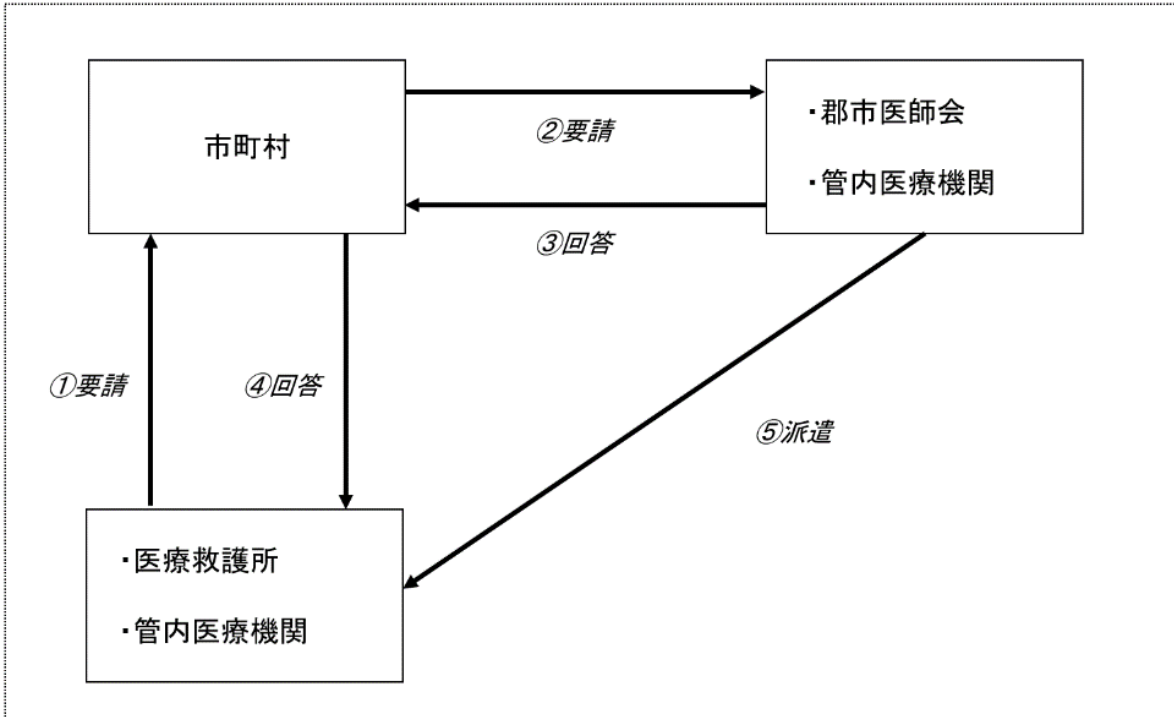 市町村
②要請
・郡市医師会
・管内医療機関
③回答
①要請
④回答
⑤派遣
・医療救護所
・管内医療機関